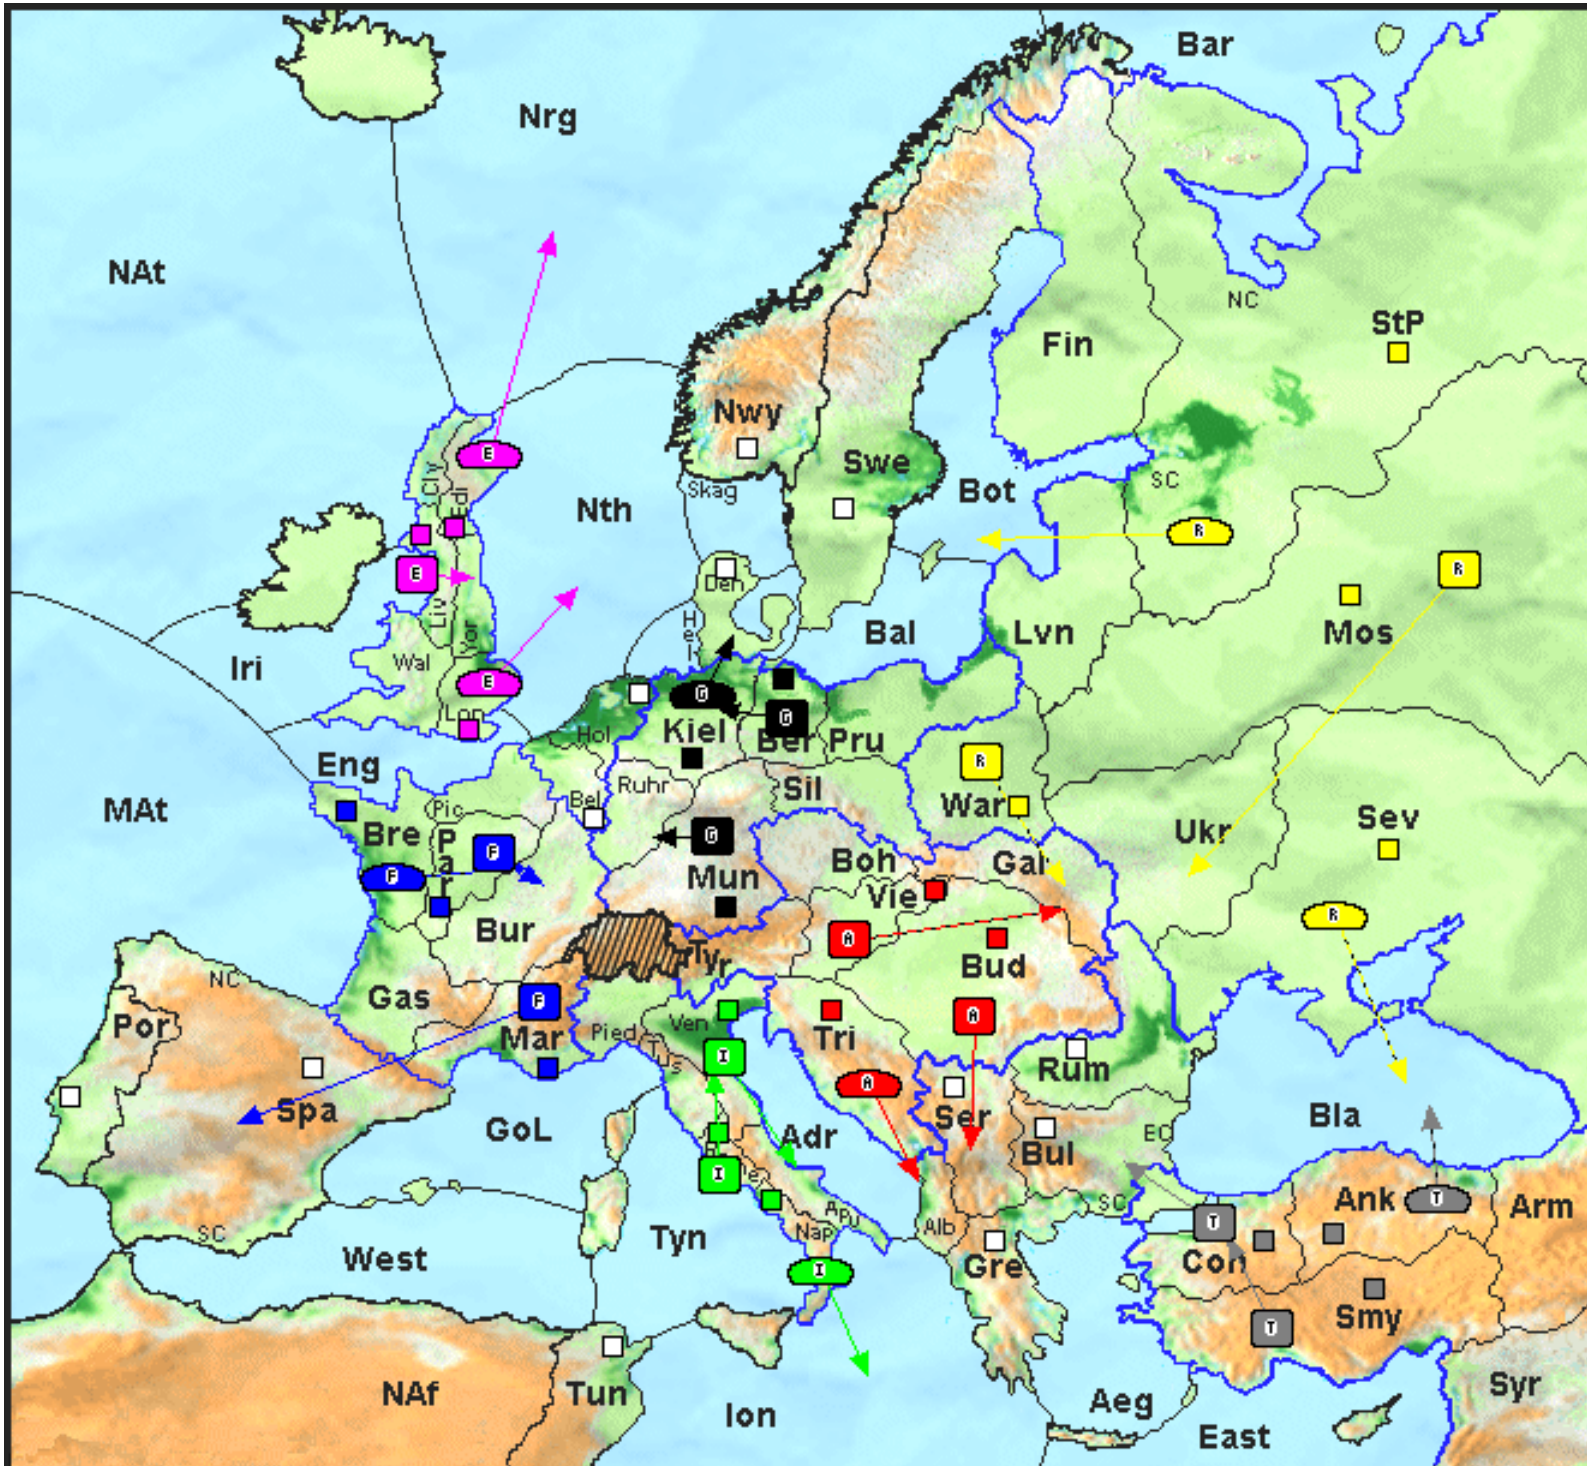 Bar
Nrg
NAt
NC
StP
Fin
Nwy
Swe
SC
Bot
Skag
Nth
Cly
Edi
E
R
R
Den
E
Liv
Yor
Hel
Bal
Lvn
Mos
Iri
Wal
E
Lon
G
G
Kiel
Ber
Pru
Hol
Eng
Ruhr
Sil
R
War
MAt
Pic
Bel
Bre
Par
F
G
Ukr
Sev
Boh
Gal
F
Mun
Vie
R
Bur
A
Bud
Tyr
NC
Gas
F
Mar
A
Por
Pied
Ven
Tri
Tus
I
Rum
Spa
A
Ser
Bla
GoL
Adr
Bul
EC
I
Ank
T
Arm
SC
Apu
Nap
Alb
SC
T
West
Tyn
Con
Gre
I
Smy
T
NAf
Tun
Ion
Aeg
Syr
East